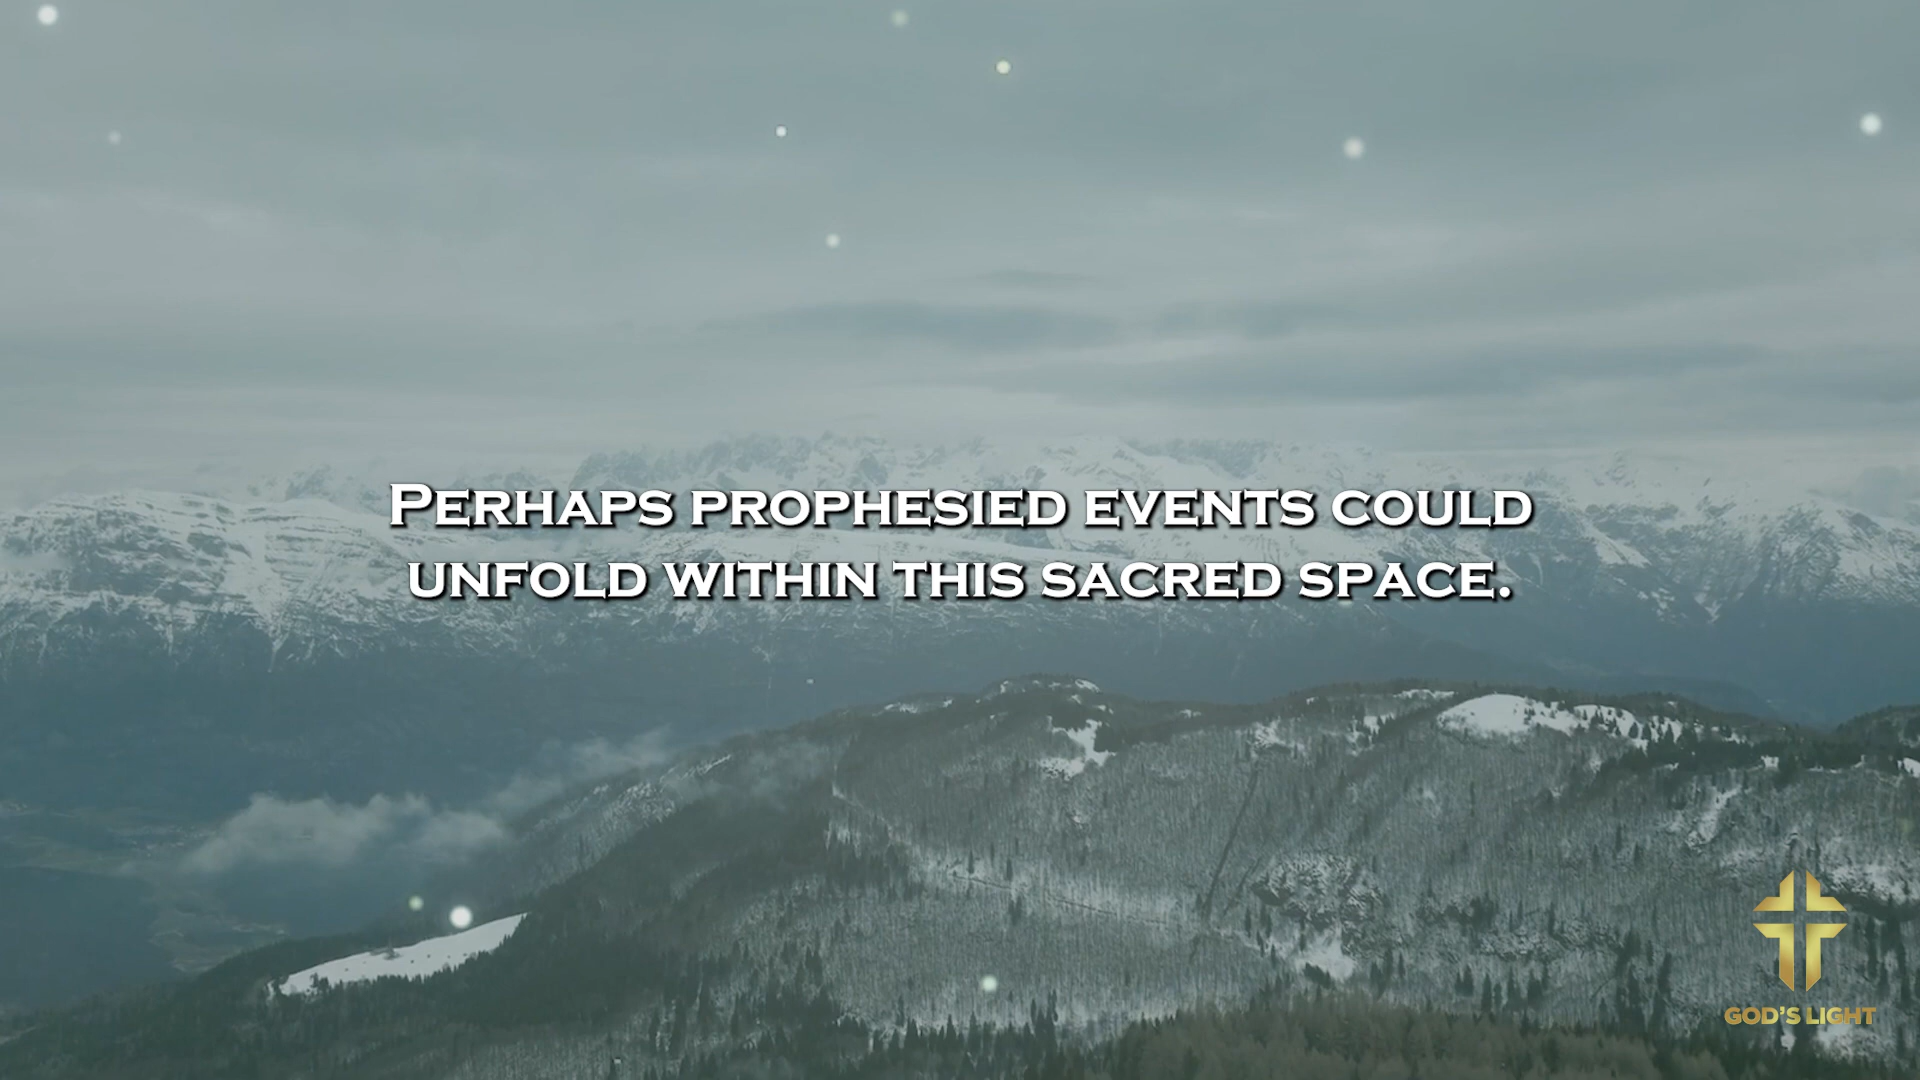 Perhaps prophesied events could
unfold within this sacred space.
GOD'S LIGHT